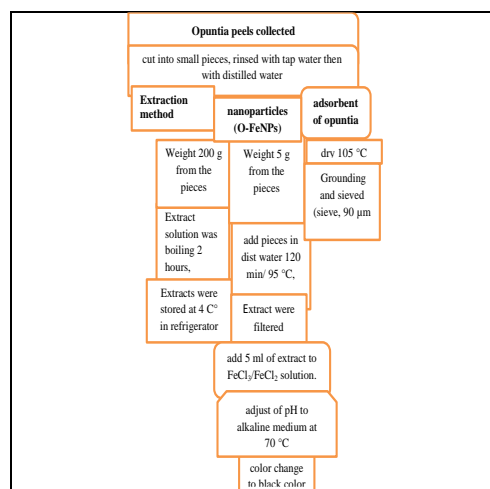 Opuntia peels collected
cut into small pieces, rinsed with tap water then
with distilled water
Extraction
method
nanoparticles
(O-FeNPs)
adsorbent
of opuntia
Weight 200 g
from the
pieces
Extract
solution was
boiling 2
hours,
Extracts were
stored at 4 C°
in refrigerator
Weight 5 g
from the
pieces
add pieces in
dist water 120
min/ 95 °C,
Extract were
filtered
add 5 ml of extract to
FeCl3/FeCl2 solution.
adjust of pH to
alkaline medium at
70 °C
color change
to black color
dry 105 °C
Grounding
and sieved
(sieve, 90 µm